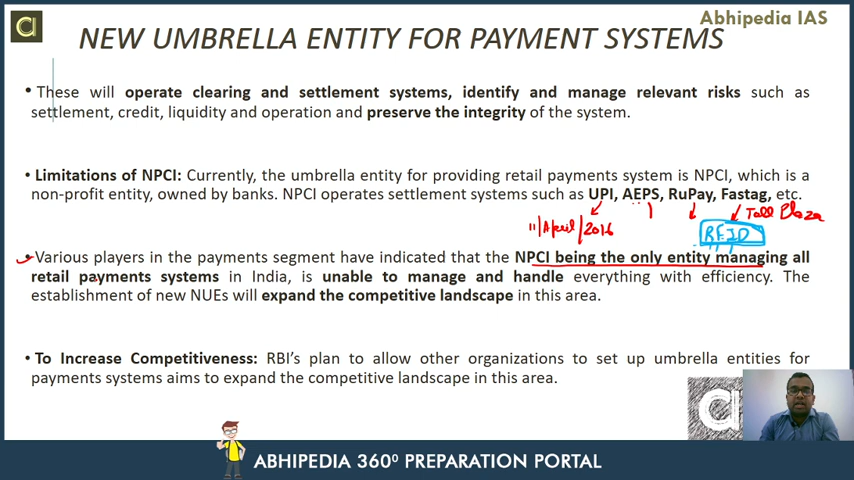 Abhipedia IAS
NEW UMBRELLA ENTITY FOR PAYMENT SYSTEMS
• These will operate clearing and settlement systems, identify and manage relevant risks such as
settlement, credit, liquidity and operation and preserve the integrity of the system.
• Limitations of NPCI: Currently, the umbrella entity for providing retail payments system is NPCI, which is a
non-profit entity, owned by banks. NPCI operates settlement systems such as UPI, AEPS, RuPay, Fastag, etc.
11/April/2016
RFID
Toll Plaza
• Various players in the payments segment have indicated that the NPCI being the only entity managing all
retail payments systems in India, is unable to manage and handle everything with efficiency. The
establishment of new NUEs will expand the competitive landscape in this area.
• To Increase Competitiveness: RBI's plan to allow other organizations to set up umbrella entities for
payments systems aims to expand the competitive landscape in this area.
ABHIPEDIA 360⁰ PREPARATION PORTAL